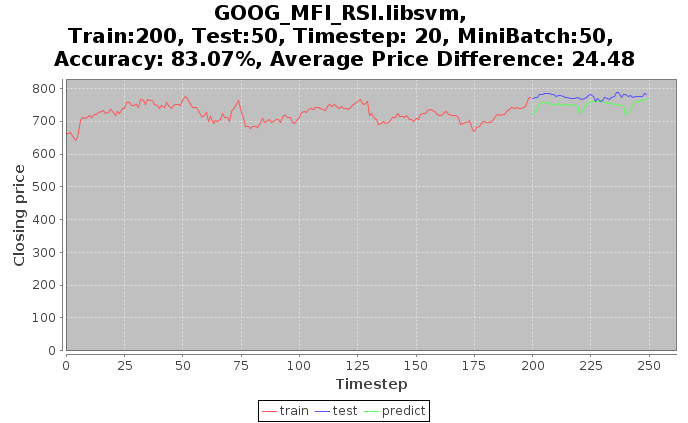 GOOG_MFI_RSI.libsvm,
Train:200, Test:50, Timestep: 20, MiniBatch:50,
Accuracy: 83.07%, Average Price Difference: 24.48
Closing price
800
700
600
500
400
300
200
100
0
0 25 50 75 100 125 150 175 200 225 250
Timestep
train test predict